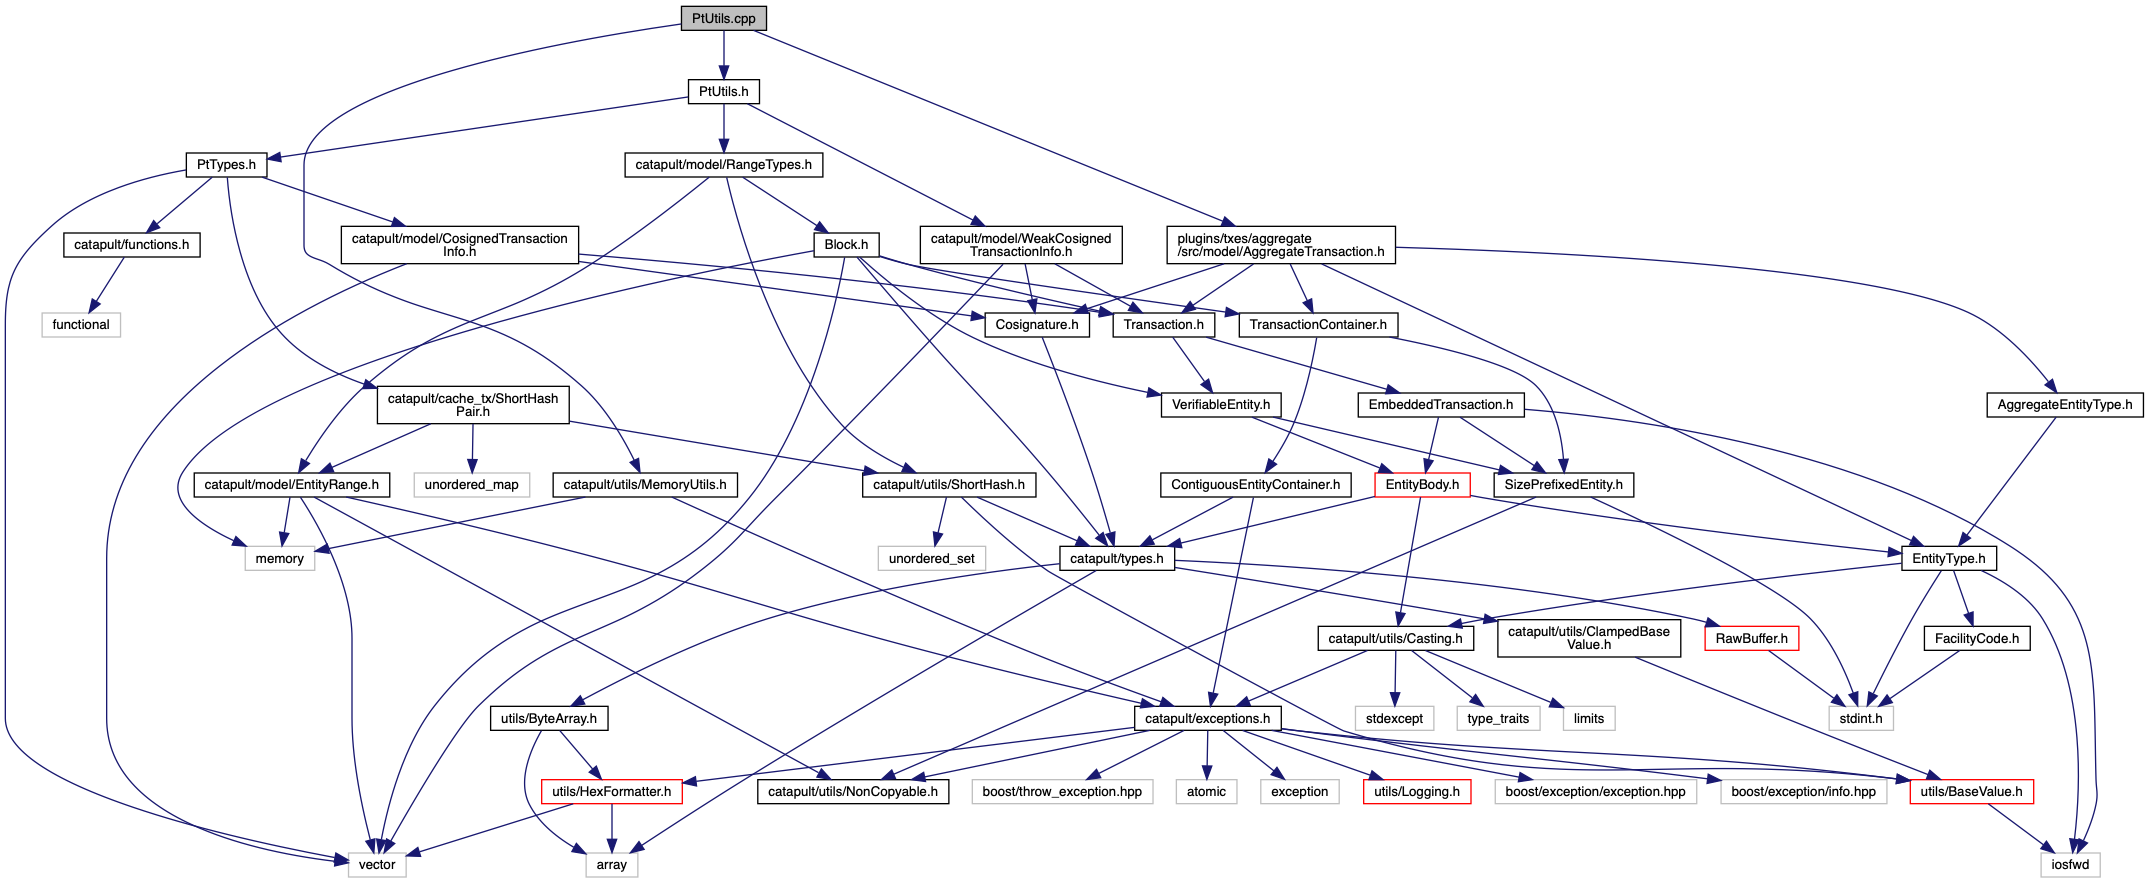 PtUtils.cpp
PtUtils.h
PtTypes.h
catapult/model/RangeTypes.h
catapult/functions.h
catapult/model/CosignedTransaction
Info.h
Block.h
catapult/model/WeakCosigned
TransactionInfo.h
plugins/txes/aggregate
/src/model/AggregateTransaction.h
functional
Cosignature.h
Transaction.h
TransactionContainer.h
catapult/cache_tx/ShortHash
Pair.h
VerifiableEntity.h
EmbeddedTransaction.h
AggregateEntityType.h
catapult/model/EntityRange.h
unordered_map
catapult/utils/MemoryUtils.h
catapult/utils/ShortHash.h
ContiguousEntityContainer.h
EntityBody.h
SizePrefixedEntity.h
memory
unordered_set
catapult/types.h
EntityType.h
catapult/utils/Casting.h
catapult/utils/ClampedBase
Value.h
RawBuffer.h
FacilityCode.h
utils/ByteArray.h
catapult/exceptions.h
stdexcept
type_traits
limits
stdint.h
utils/HexFormatter.h
catapult/utils/NonCopyable.h
boost/throw_exception.hpp
atomic
exception
utils/Logging.h
boost/exception/exception.hpp
boost/exception/info.hpp
utils/BaseValue.h
vector
array
iosfwd